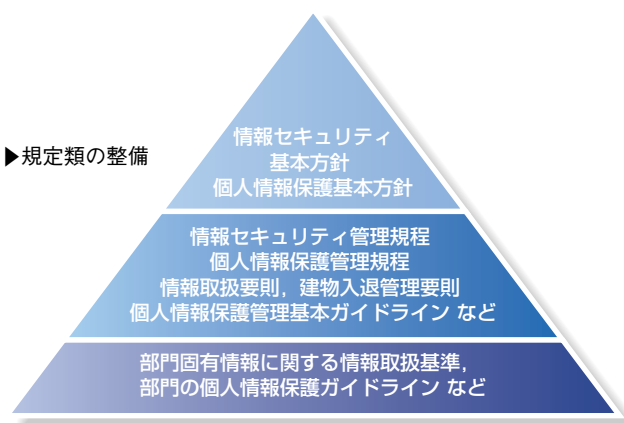 ▶規定類の整備
情報セキュリティ
基本方針
個人情報保護基本方針
情報セキュリティ管理規程
個人情報保護管理規程
情報取扱要則，建物入退管理要則
個人情報保護管理基本ガイドライン など
部門固有情報に関する情報取扱基準，
部門の個人情報保護ガイドライン など